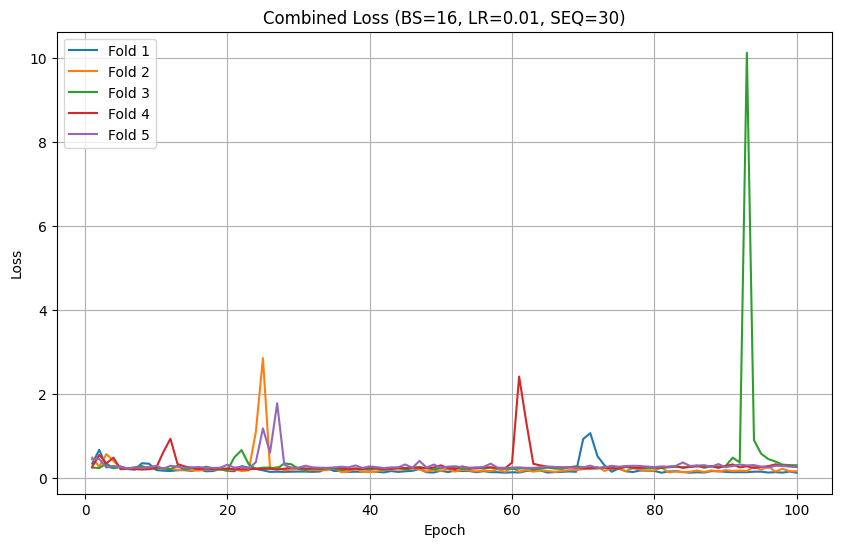 Combined Loss (BS=16, LR=0.01, SEQ=30)
Fold 1
Fold 2
Fold 3
Fold 4
Fold 5
Loss
10
8
6
4
2
0
0 20 40 60 80 100
Epoch